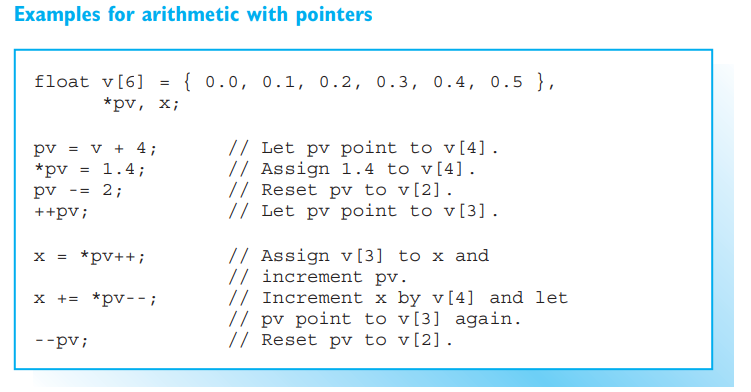 Examples for arithmetic with pointers
float v[6] = { 0.0, 0.1, 0.2, 0.3, 0.4, 0.5 },
*pv, x;
pv = v + 4; // Let pv point to v[4].
*pv = 1.4; // Assign 1.4 to v[4].
pv -= 2; // Reset pv to v[2].
++pv; // Let pv point to v[3].
x = *pv++; // Assign v[3] to x and
// increment pv.
x += *pv--; // Increment x by v[4] and let
// pv point to v[3] again.
--pv; // Reset pv to v[2].